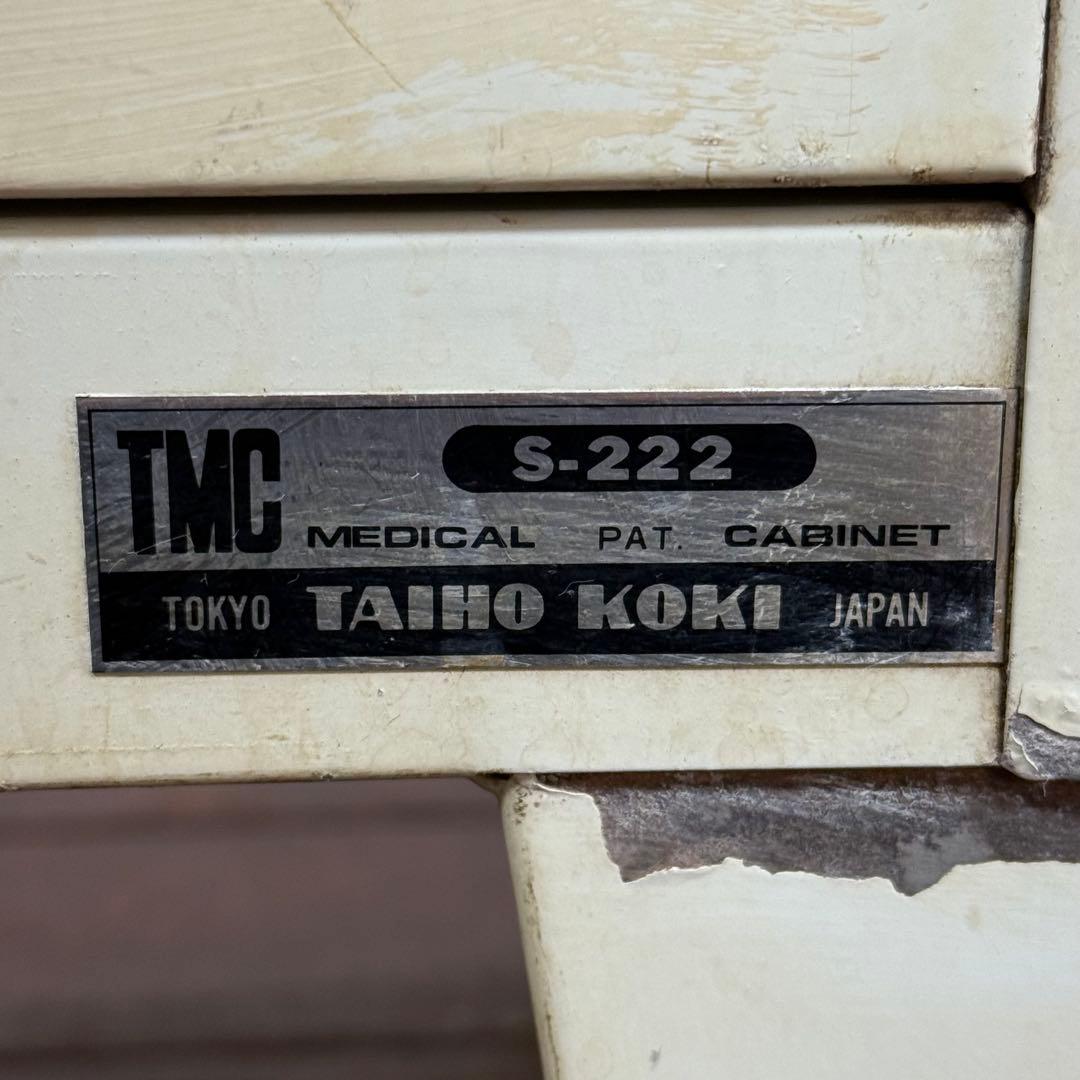 TMC S-222
MEDICAL PAT. CABINET
TOKYO TAIHO KOKI JAPAN